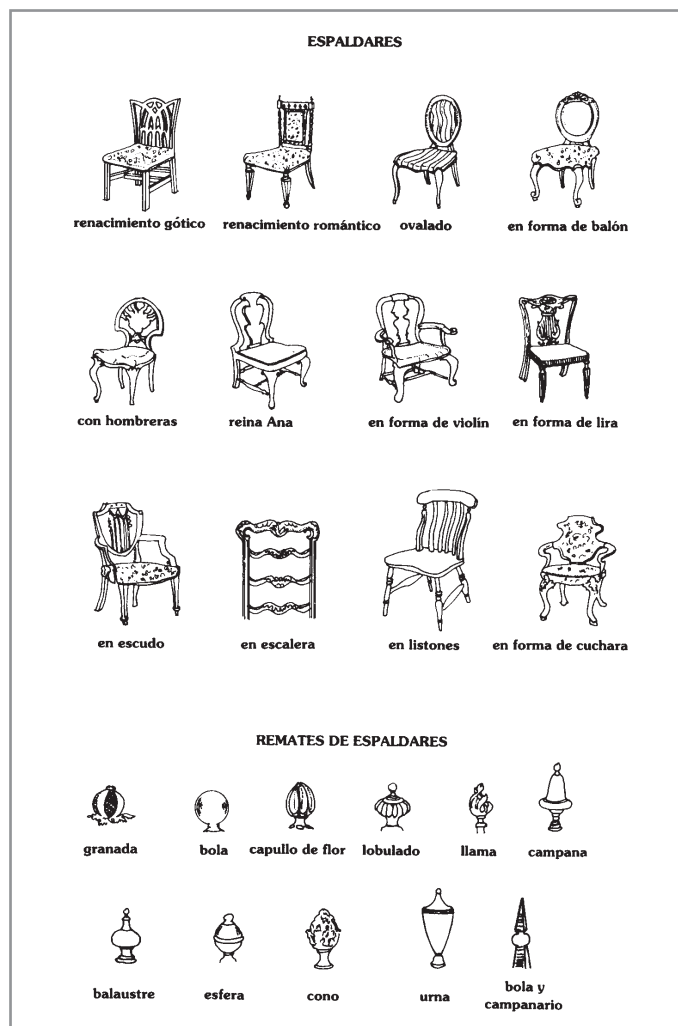 ESPALDARES
renacimiento gótico renacimiento romántico ovalado en forma de balón
con hombreras reina Ana en forma de violín en forma de lira
en escudo en escalera en listones en forma de cuchara
REMATES DE ESPALDARES
granada bola capullo de flor lobulado llama campana
balaustre esfera cono urna bola y
campanario